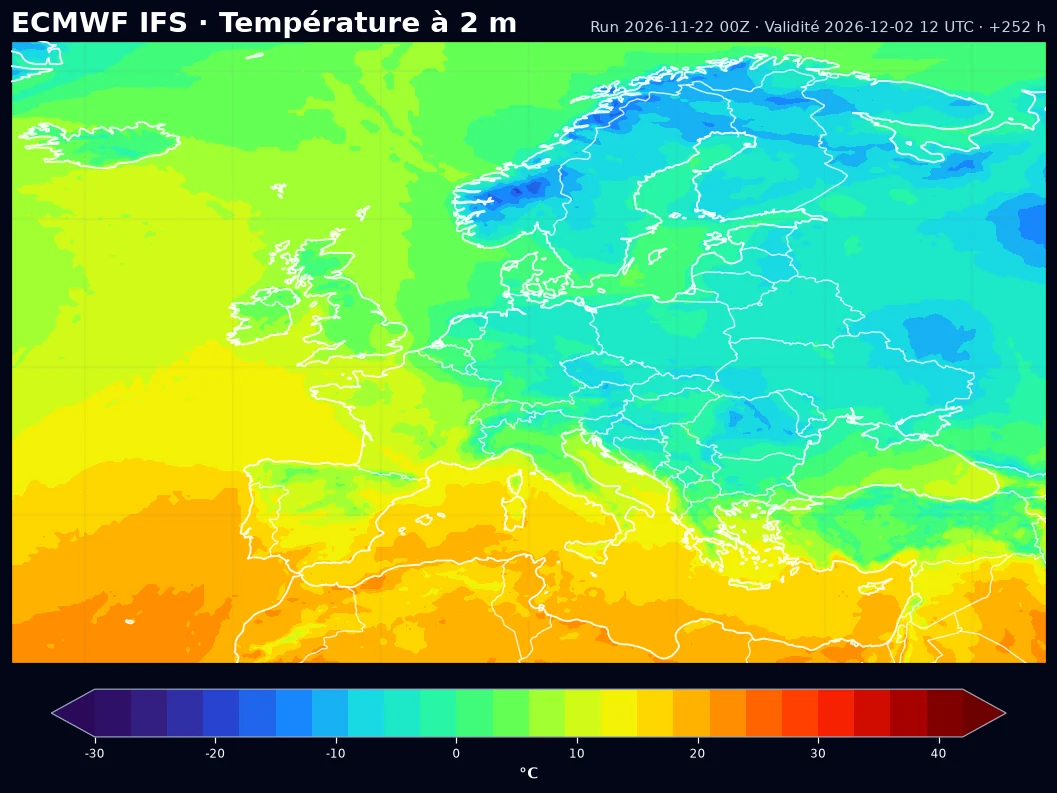 ECMWF IFS · Température à 2 m
Run 2026-11-22 00Z · Validité 2026-12-02 12 UTC · +252 h
-30 -20 -10 0 10 20 30 40
°C